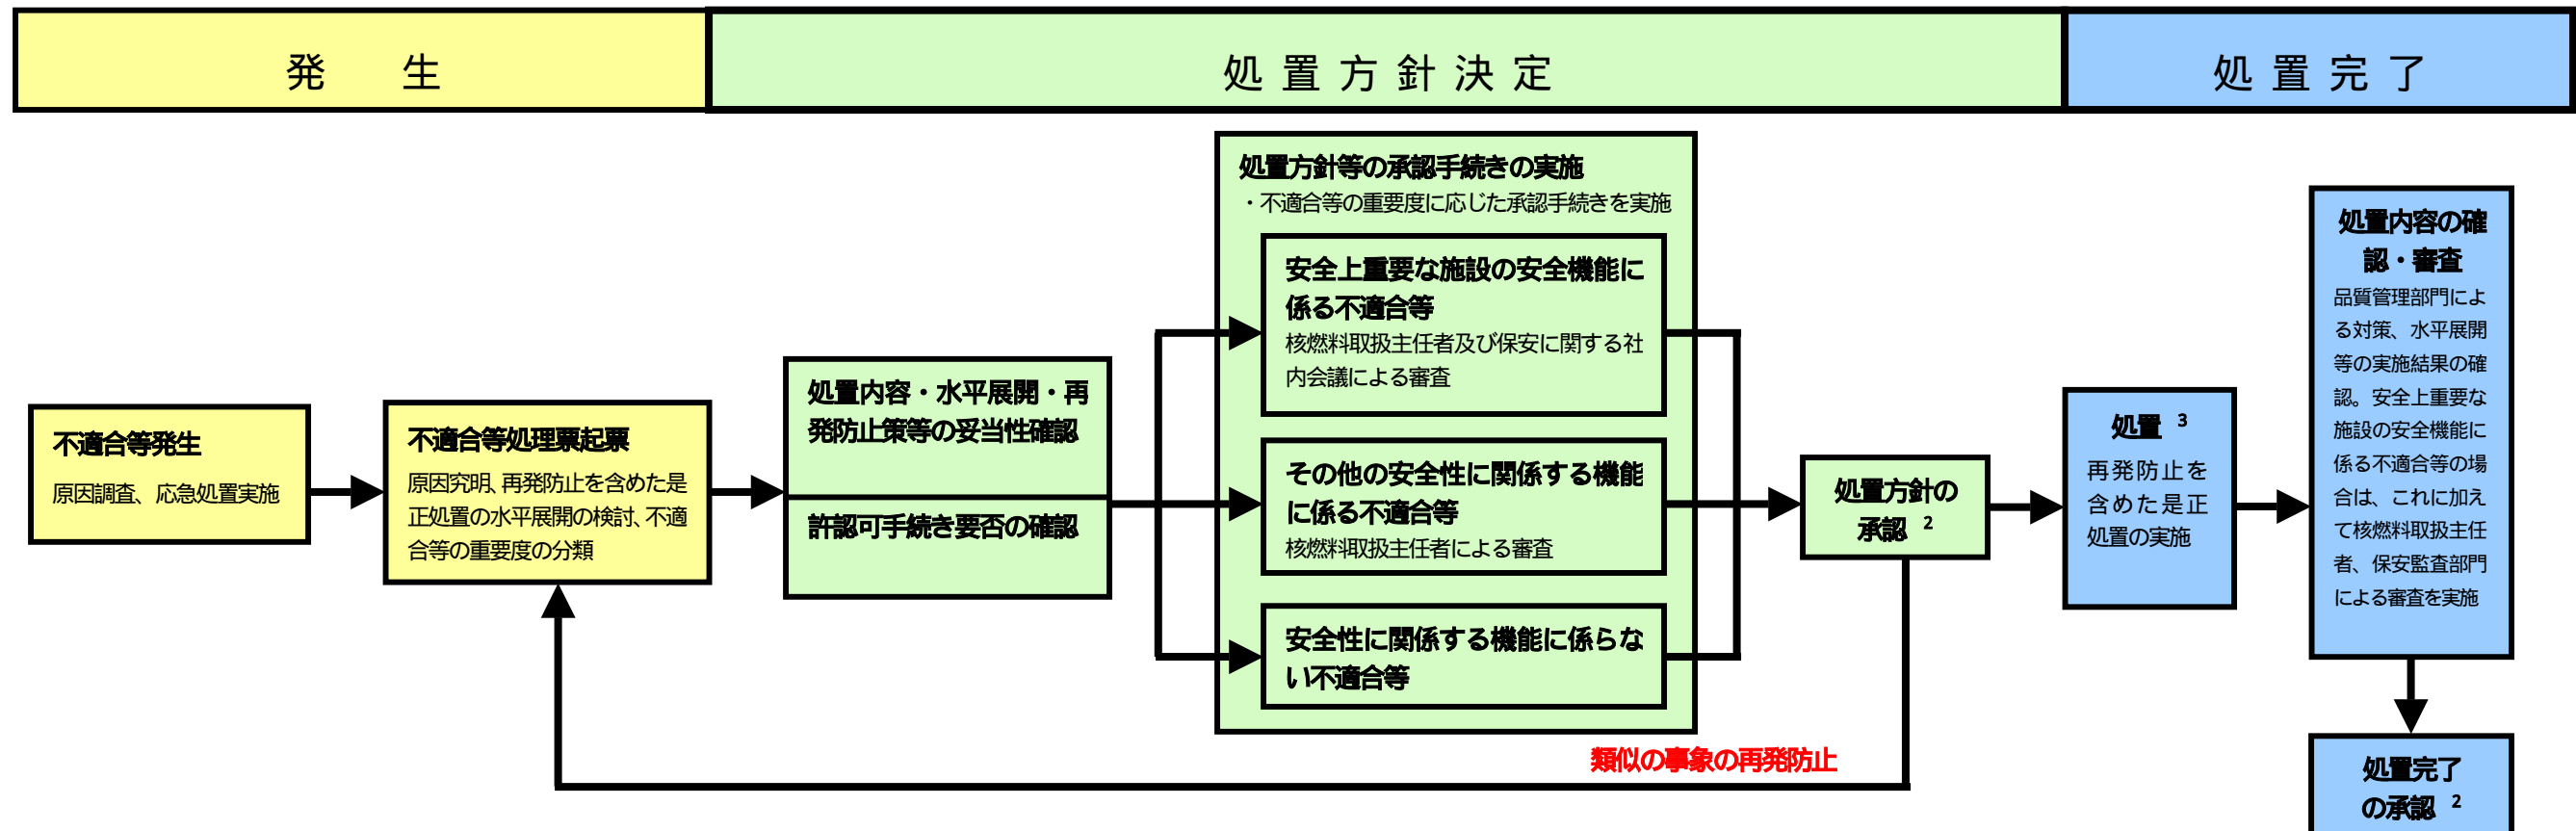 発　生
処置方針決定
処置完了
不適合等発生
原因調査、応急処置実施
不適合等処理票起票
原因究明、再発防止を含めた是
正処置の水平展開の検討、不適
合等の重要度の分類
処置内容・水平展開・再
発防止策等の妥当性確認
許認可手続き要否の確認
処置方針等の承認手続きの実施
・不適合等の重要度に応じた承認手続きを実施
安全上重要な施設の安全機能に
係る不適合等
核燃料取扱主任者及び保安に関する社
内会議による審査
その他の安全性に関係する機能
に係る不適合等
核燃料取扱主任者による審査
安全性に関係する機能に係らな
い不適合等
処置方針の
承認 2
類似の事象の再発防止
処置 3
再発防止を
含めた是正
処置の実施
処置内容の確
認・審査
品質管理部門によ
る対策、水平展開
等の実施結果の確
認。安全上重要な
施設の安全機能に
係る不適合等の場
合は、これに加え
て核燃料取扱主任
者、保安監査部門
による審査を実施
処置完了
の承認 2